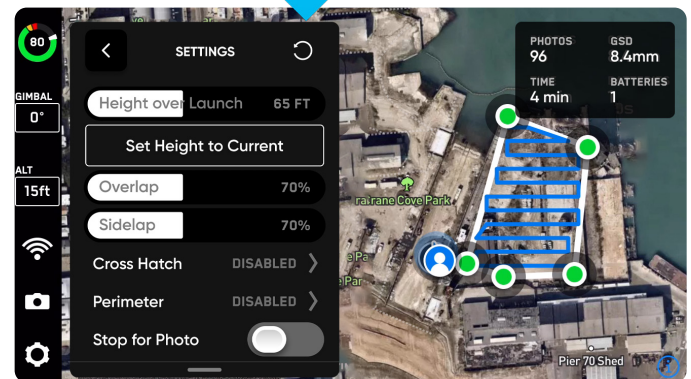 80
GIMBAL
0°
ALT
15ft
SETTINGS
Height over Launch 65 FT
Set Height to Current
Overlap 70%
Sidelap 70%
Cross Hatch DISABLED
Perimeter DISABLED
Stop for Photo
PHOTOS GSD
96 8.4mm
TIME BATTERIES
4 min 1
Cove Park
Pier 70 Shed